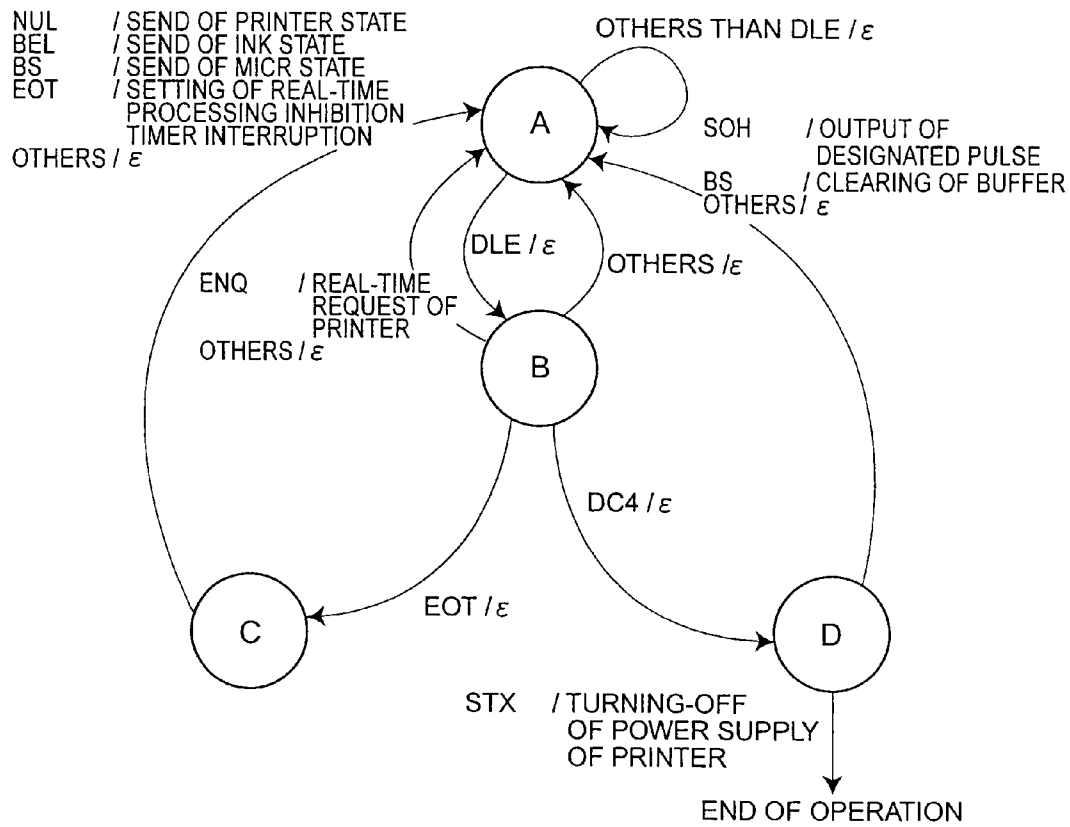 NUL / SEND OF PRINTER STATE
BEL / SEND OF INK STATE
BS / SEND OF MICR STATE
EOT / SETTING OF REAL-TIME
PROCESSING INHIBITION
TIMER INTERRUPTION
OTHERS / ε
OTHERS THAN DLE / ε
A
SOH / OUTPUT OF
DESIGNATED PULSE
BS / CLEARING OF BUFFER
OTHERS / ε
DLE / ε
OTHERS / ε
ENQ / REAL-TIME
REQUEST OF
PRINTER
OTHERS / ε
B
DC4 / ε
EOT / ε
C
D
STX / TURNING-OFF
OF POWER SUPPLY
OF PRINTER
END OF OPERATION